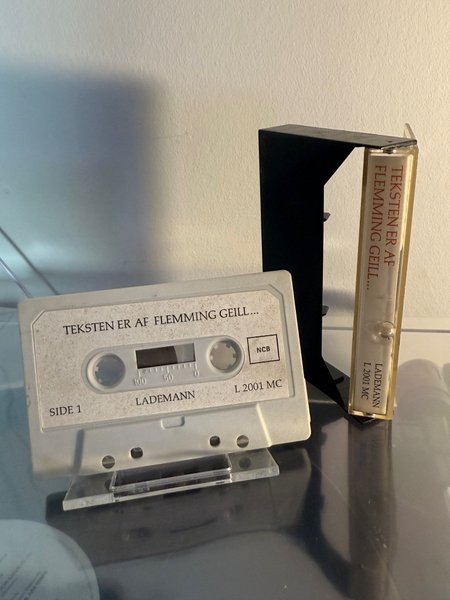 TEKSTEN ER AF FLEMMING GEILL...
NCB
100 50 0
SIDE 1
LADEMANN
L 2001 MC
TEKSTEN ER AF
FLEMMING GEILL...
LADEMANN
L 2001 MC